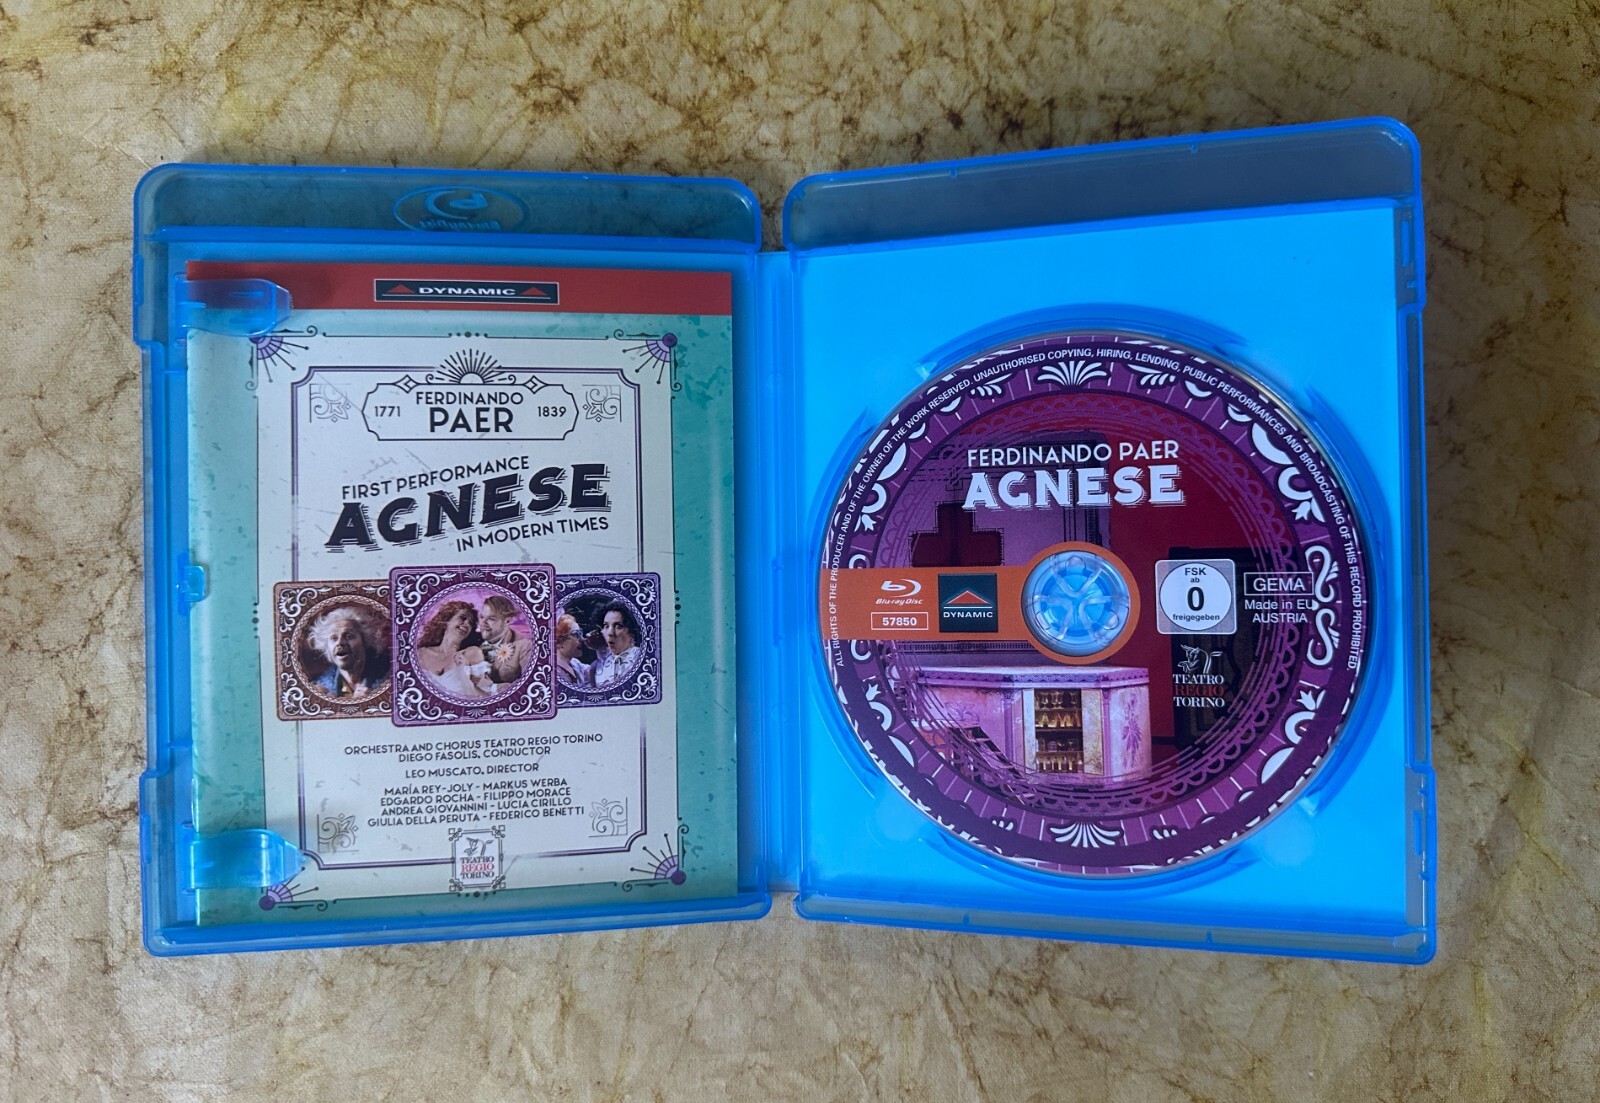 DYNAMIC
FERDINANDO
1771 PAER 1839
FIRST PERFORMANCE
AGNESE
IN MODERN TIMES
ORCHESTRA AND CHORUS TEATRO REGIO TORINO
DIEGO FASOLIS, CONDUCTOR
LEO MUSCATO, DIRECTOR
MARÍA REY-JOLY - MARKUS WERBA
EDGARDO ROCHA - FILIPPO MORACE
ANDREA GIOVANNINI - LUCIA CIRILLO
GIULIA DELLA PERUTA - FEDERICO BENETTI
TEATRO
REGIO
TORINO
ALL RIGHTS OF THE PRODUCER AND OF THE OWNER OF THE WORK RESERVED. UNAUTHORISED COPYING, HIRING, LENDING, PUBLIC PERFORMANCES AND BROADCASTING OF THIS RECORD PROHIBITED
FERDINANDO PAER
AGNESE
Blu-ray Disc
57850
DYNAMIC
FSK
ab
0
freigegeben
GEMA
Made in EU
AUSTRIA
TEATRO
REGIO
TORINO